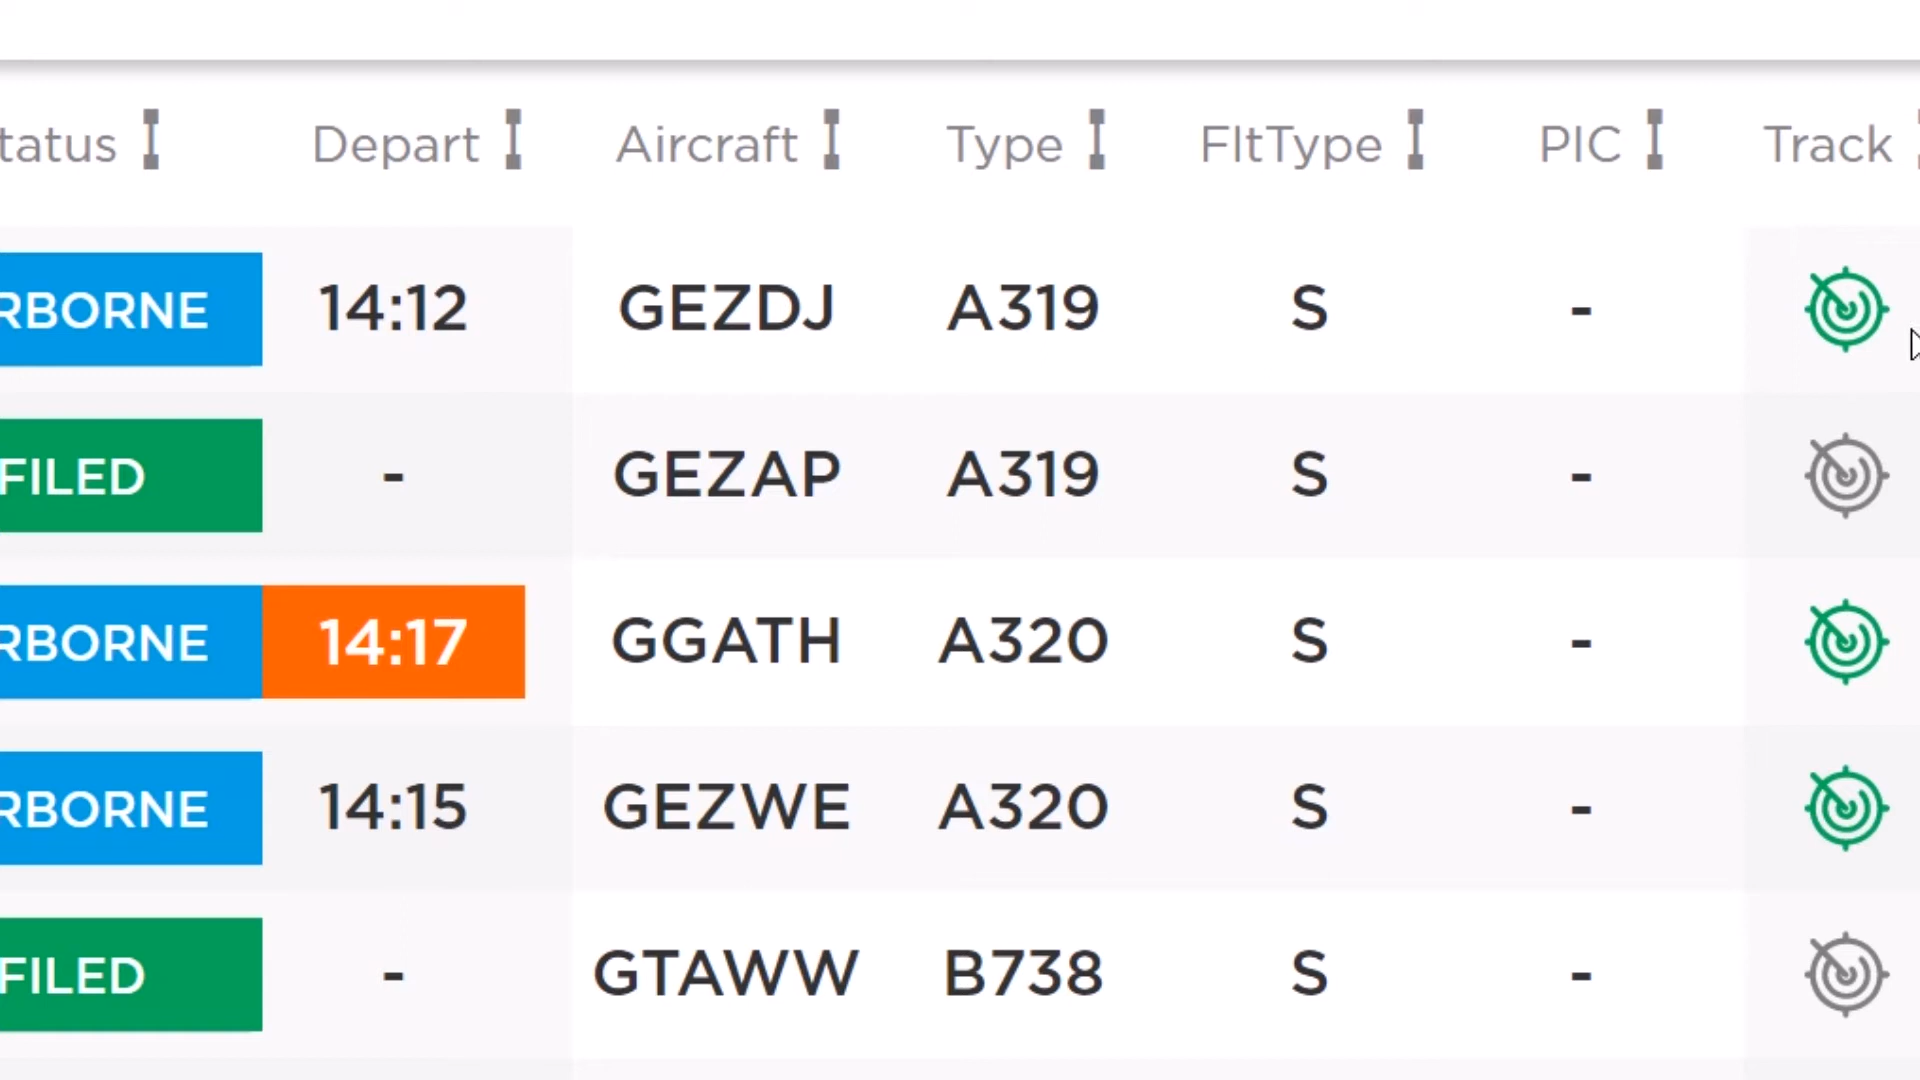 tatus Depart Aircraft Type FltType PIC Track
RBORNE 14:12 GEZDJ A319 S -
FILED - GEZAP A319 S -
RBORNE 14:17 GGATH A320 S -
RBORNE 14:15 GEZWE A320 S -
FILED - GTAWW B738 S -